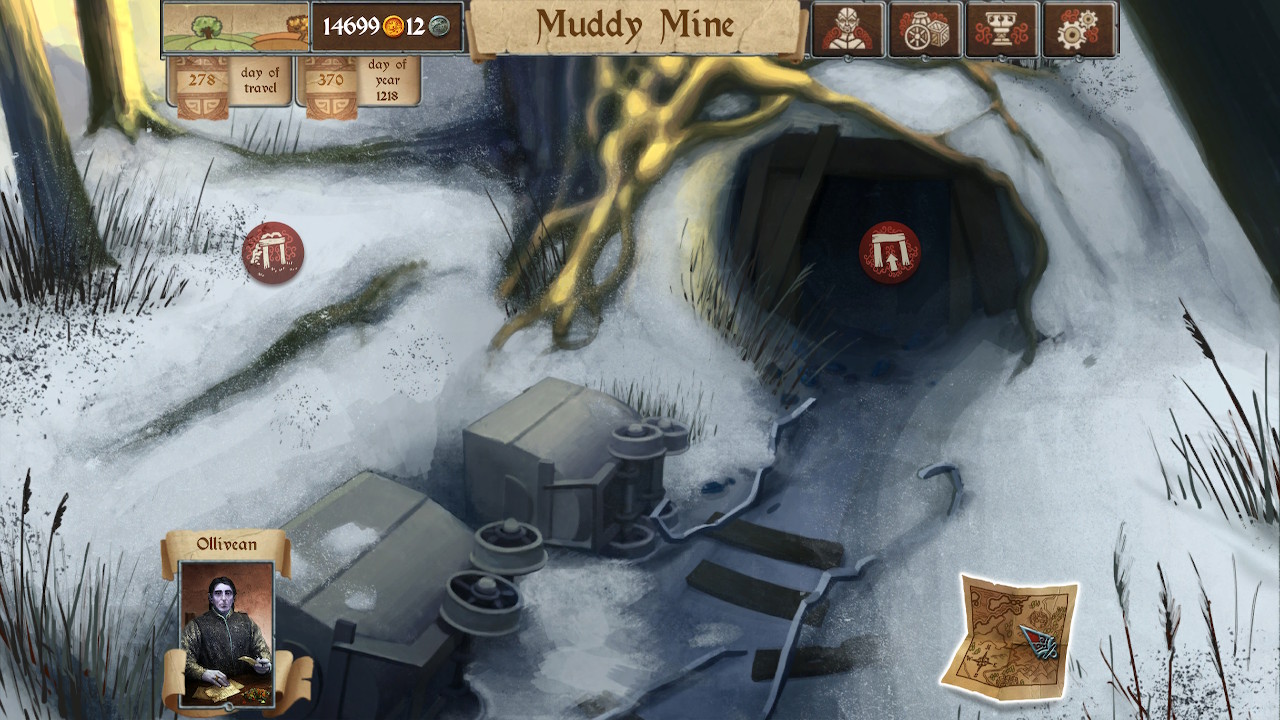 14699 12
Muddy Mine
278
day of
travel
370
day of
year
1218
Ollivean